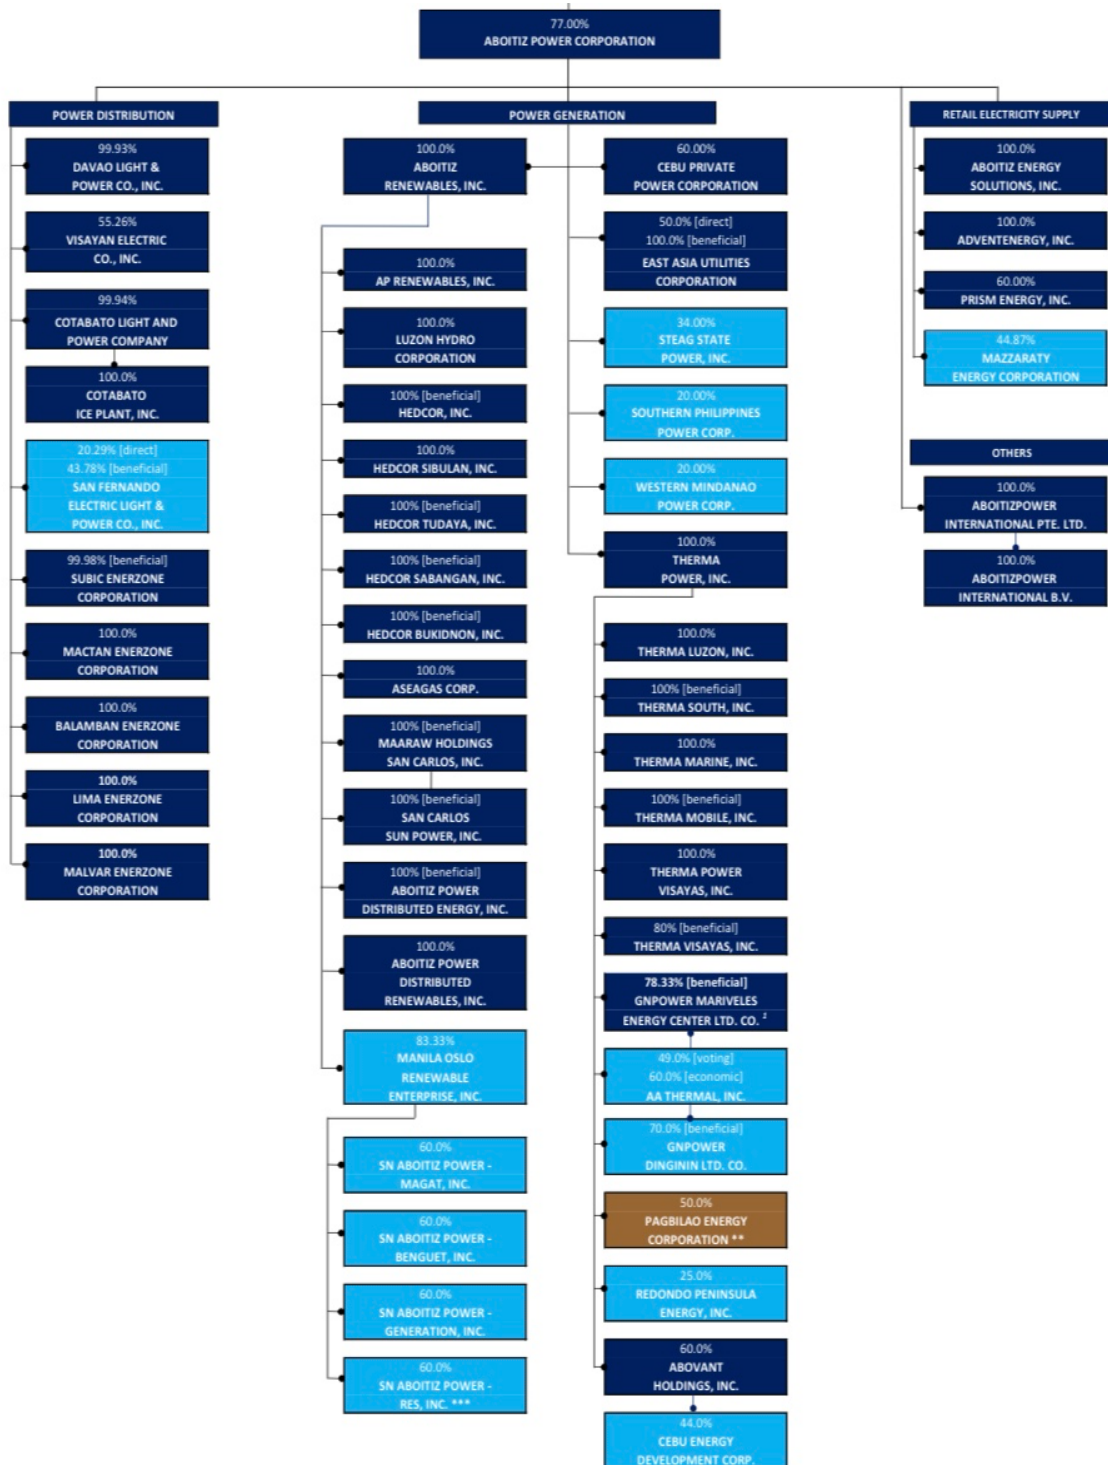 77.00%
ABOITIZ POWER CORPORATION
POWER DISTRIBUTION
99.93%
DAVAO LIGHT &
POWER CO., INC.
55.26%
VISAYAN ELECTRIC
CO., INC.
99.94%
COTABATO LIGHT AND
POWER COMPANY
100.0%
COTABATO
ICE PLANT, INC.
20.29% [direct]
43.78% [beneficial]
SAN FERNANDO
ELECTRIC LIGHT &
POWER CO., INC.
99.98% [beneficial]
SUBIC ENERZONE
CORPORATION
100.0%
MACTAN ENERZONE
CORPORATION
100.0%
BALAMBAN ENERZONE
CORPORATION
100.0%
LIMA ENERZONE
CORPORATION
100.0%
MALVAR ENERZONE
CORPORATION
POWER GENERATION
100.0%
ABOITIZ
RENEWABLES, INC.
100.0%
AP RENEWABLES, INC.
100.0%
LUZON HYDRO
CORPORATION
100% [beneficial]
HEDCOR, INC.
100.0%
HEDCOR SIBULAN, INC.
100% [beneficial]
HEDCOR TUDAYA, INC.
100% [beneficial]
HEDCOR SABANGAN, INC.
100% [beneficial]
HEDCOR BUKIDNON, INC.
100.0%
ASEAGAS CORP.
100% [beneficial]
MAARAW HOLDINGS
SAN CARLOS, INC.
100% [beneficial]
SAN CARLOS
SUN POWER, INC.
100% [beneficial]
ABOITIZ POWER
DISTRIBUTED ENERGY, INC.
100.0%
ABOITIZ POWER
DISTRIBUTED
RENEWABLES, INC.
83.33%
MANILA OSLO
RENEWABLE
ENTERPRISE, INC.
60.0%
SN ABOITIZ POWER -
MAGAT, INC.
60.0%
SN ABOITIZ POWER -
BENGUET, INC.
60.0%
SN ABOITIZ POWER -
GENERATION, INC.
60.0%
SN ABOITIZ POWER -
RES, INC. ***
60.00%
CEBU PRIVATE
POWER CORPORATION
50.0% [direct]
100.0% [beneficial]
EAST ASIA UTILITIES
CORPORATION
34.00%
STEAG STATE
POWER, INC.
20.00%
SOUTHERN PHILIPPINES
POWER CORP.
20.00%
WESTERN MINDANAO
POWER CORP.
100.0%
THERMA
POWER, INC.
100.0%
THERMA LUZON, INC.
100% [beneficial]
THERMA SOUTH, INC.
100.0%
THERMA MARINE, INC.
100% [beneficial]
THERMA MOBILE, INC.
100.0%
THERMA POWER
VISAYAS, INC.
80% [beneficial]
THERMA VISAYAS, INC.
78.33% [beneficial]
GNPOWER MARIVELES
ENERGY CENTER LTD. CO. 1
49.0% [voting]
60.0% [economic]
AA THERMAL, INC.
70.0% [beneficial]
GNPOWER
DINGININ LTD. CO.
50.0%
PAGBILAO ENERGY
CORPORATION **
25.0%
REDONDO PENINSULA
ENERGY, INC.
60.0%
ABOVANT
HOLDINGS, INC.
44.0%
CEBU ENERGY
DEVELOPMENT CORP.
RETAIL ELECTRICITY SUPPLY
100.0%
ABOITIZ ENERGY
SOLUTIONS, INC.
100.0%
ADVENTENERGY, INC.
60.00%
PRISM ENERGY, INC.
44.87%
MAZZARATY
ENERGY CORPORATION
OTHERS
100.0%
ABOITIZPOWER
INTERNATIONAL PTE. LTD.
100.0%
ABOITIZPOWER
INTERNATIONAL B.V.